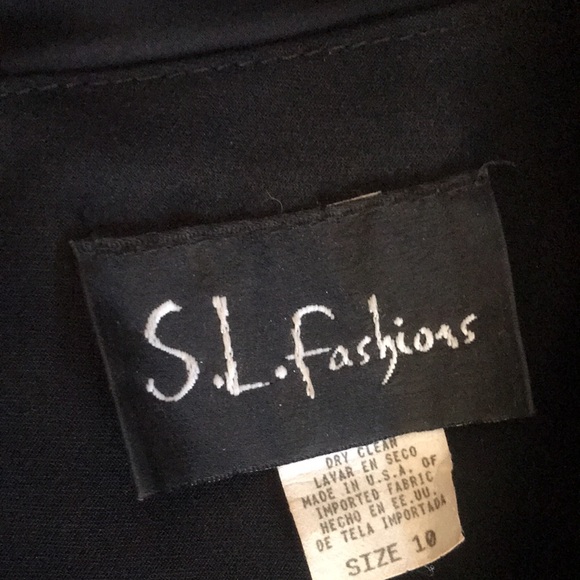 S.L. Fashions
DRY CLEAN
LAVAR EN SECO
MADE IN U.S.A. OF
IMPORTED FABRIC
HECHO EN EE.UU.
DE TELA IMPORTADA
SIZE 10